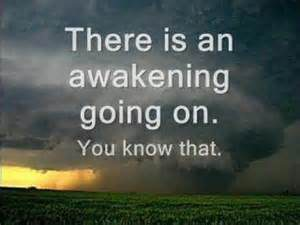 There is an
awakening
going on.
You know that.